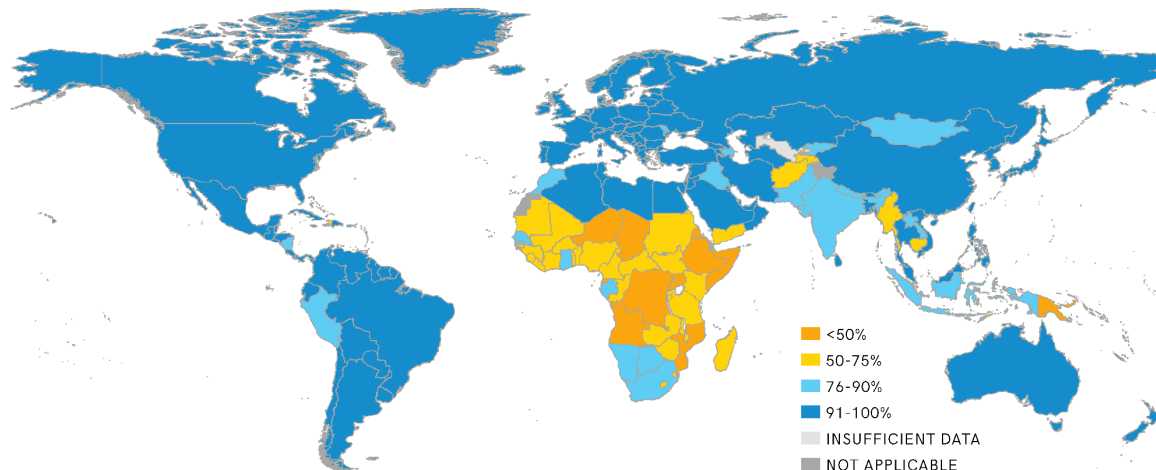 <50%
50-75%
76-90%
91-100%
INSUFFICIENT DATA
NOT APPLICABLE